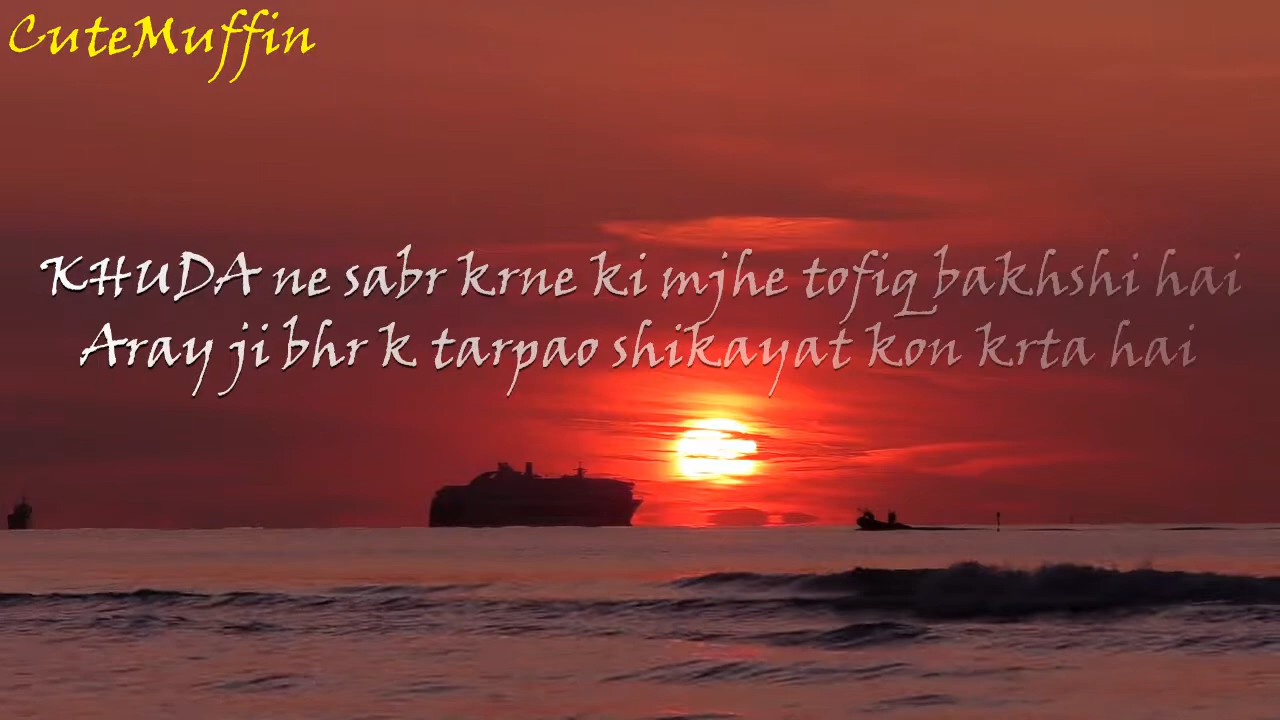 CuteMuffin
KHUDA ne sabr krne ki mjhe tofiq bakhshi hai
Aray ji bhr k tarpao shikayat kon krta hai